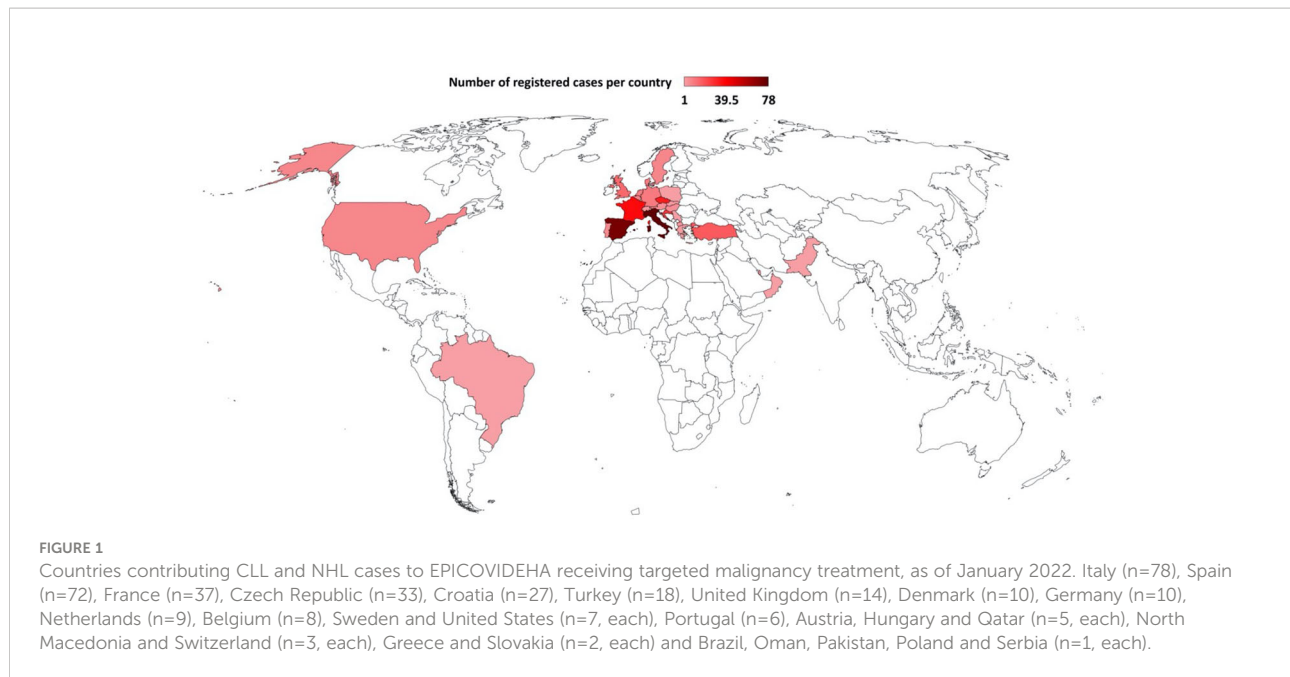 Number of registered cases per country
1 39.5 78
FIGURE 1
Countries contributing CLL and NHL cases to EPICOVIDEHA receiving targeted malignancy treatment, as of January 2022. Italy (n=78), Spain
(n=72), France (n=37), Czech Republic (n=33), Croatia (n=27), Turkey (n=18), United Kingdom (n=14), Denmark (n=10), Germany (n=10),
Netherlands (n=9), Belgium (n=8), Sweden and United States (n=7, each), Portugal (n=6), Austria, Hungary and Qatar (n=5, each), North
Macedonia and Switzerland (n=3, each), Greece and Slovakia (n=2, each) and Brazil, Oman, Pakistan, Poland and Serbia (n=1, each).